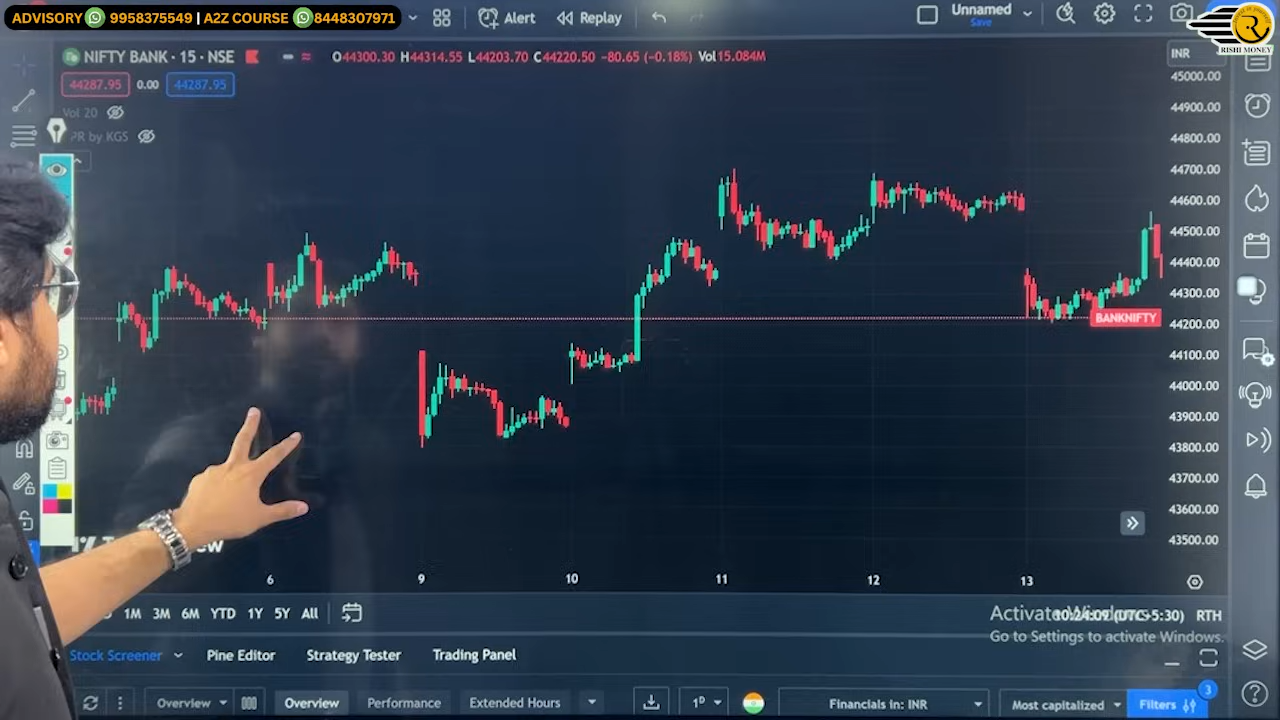 ADVISORY 9958375549 | A2Z COURSE 8448307971
Alert Replay Unnamed
Save
RISHI MONEY
NIFTY BANK · 15 · NSE O44300.30 H44314.55 L44203.70 C44220.50 −80.65 (−0.18%) Vol15.084M
INR
44287.95 0.00 44287.95
Vol 20
PR by KGS
45000.00
44900.00
44800.00
44700.00
44600.00
44500.00
44400.00
44300.00
44200.00
44100.00
44000.00
43900.00
43800.00
43700.00
43600.00
43500.00
BANKNIFTY
6 9 10 11 12 13
1M 3M 6M YTD 1Y 5Y All
(UTC+5:30) RTH
Activate Windows
Go to Settings to activate Windows.
Stock Screener Pine Editor Strategy Tester Trading Panel
3
Overview Overview Performance Extended Hours 1D Financials in: INR Most capitalized Filters